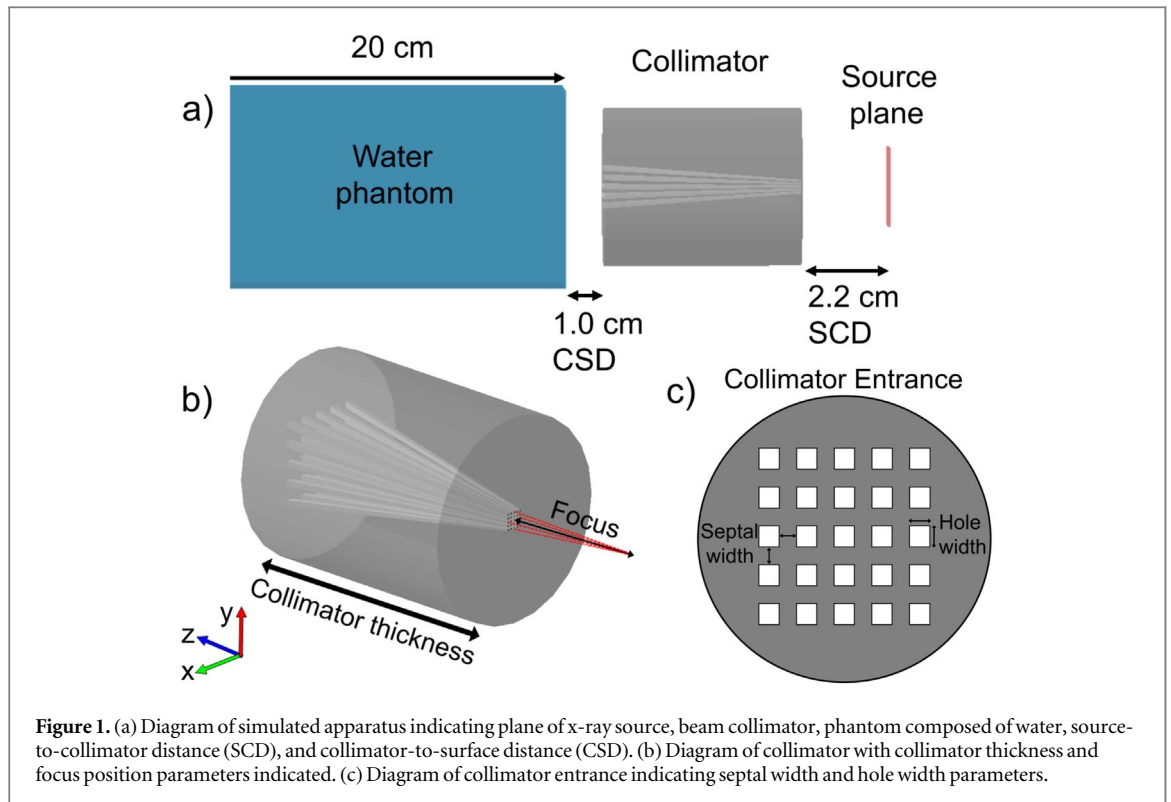 20 cm
Collimator
Source
plane
a)
Water
phantom
1.0 cm
CSD
2.2 cm
SCD
b)
Focus
Collimator thickness
y
z
x
c)
Collimator Entrance
Septal
width
Hole
width
Figure 1. (a) Diagram of simulated apparatus indicating plane of x-ray source, beam collimator, phantom composed of water, source-
to-collimator distance (SCD), and collimator-to-surface distance (CSD). (b) Diagram of collimator with collimator thickness and
focus position parameters indicated. (c) Diagram of collimator entrance indicating septal width and hole width parameters.